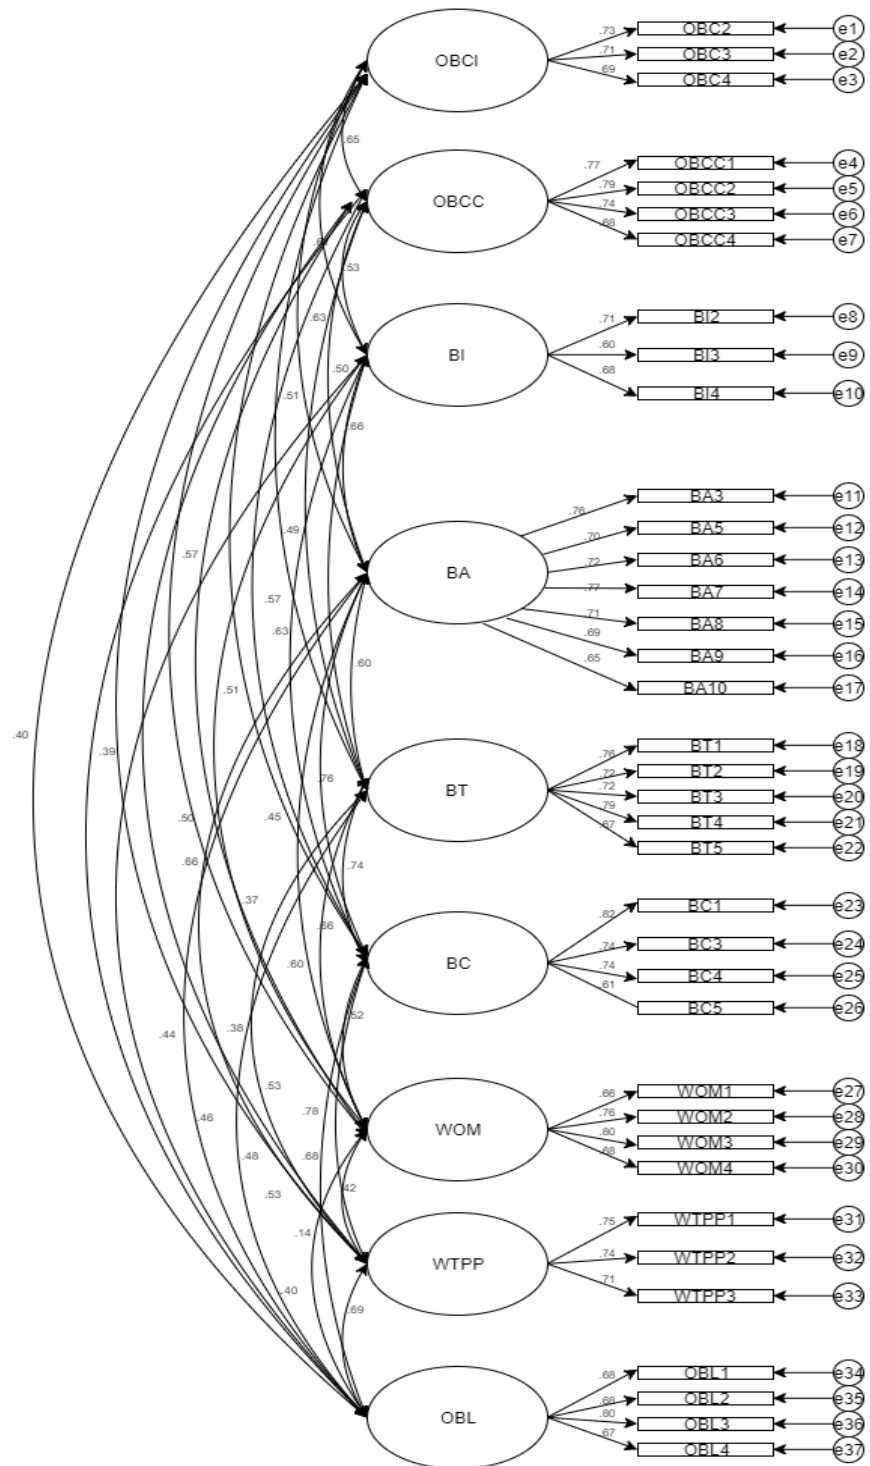 OBCI
.73
OBC2
e1
.71
OBC3
e2
.69
OBC4
e3
.65
OBCC
.77
OBCC1
e4
.79
OBCC2
e5
.74
OBCC3
e6
.68
OBCC4
e7
.53
.63
BI
.71
BI2
e8
.60
BI3
e9
.68
BI4
e10
.50
.51
.66
.49
.57
BA
.76
BA3
e11
.70
BA5
e12
.72
BA6
e13
.77
BA7
e14
.71
BA8
e15
.69
BA9
e16
.65
BA10
e17
.57
.63
.60
.51
.40
.39
.76
BT
.76
BT1
e18
.72
BT2
e19
.72
BT3
e20
.79
BT4
e21
.67
BT5
e22
.50
.45
.66
.74
.37
.66
BC
.82
BC1
e23
.74
BC3
e24
.74
BC4
e25
.61
BC5
e26
.60
.52
.44
.38
.53
.46
.78
WOM
.66
WOM1
e27
.76
WOM2
e28
.80
WOM3
e29
.68
WOM4
e30
.48
.68
.53
.42
.14
WTPP
.75
WTPP1
e31
.74
WTPP2
e32
.71
WTPP3
e33
.40
.69
OBL
.68
OBL1
e34
.68
OBL2
e35
.80
OBL3
e36
.67
OBL4
e37